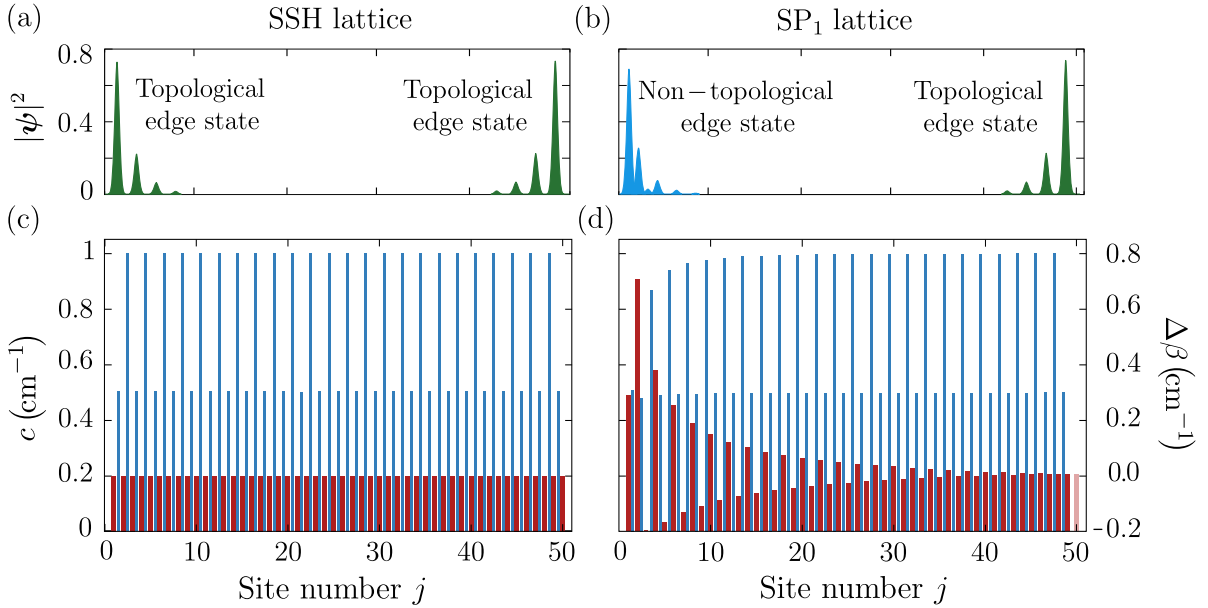 (a) SSH lattice (b) SP₁ lattice
0.8
0.4
0
|ψ|²
Topological
edge state
Topological
edge state
Non−topological
edge state
Topological
edge state
(c) (d)
1
0.8
0.6
0.4
0.2
0
c (cm⁻¹)
0.8
0.4
0.2
0.0
-0.2
Δβ (cm⁻¹)
0 10 20 30 40 50 0 10 20 30 40 50
Site number j Site number j